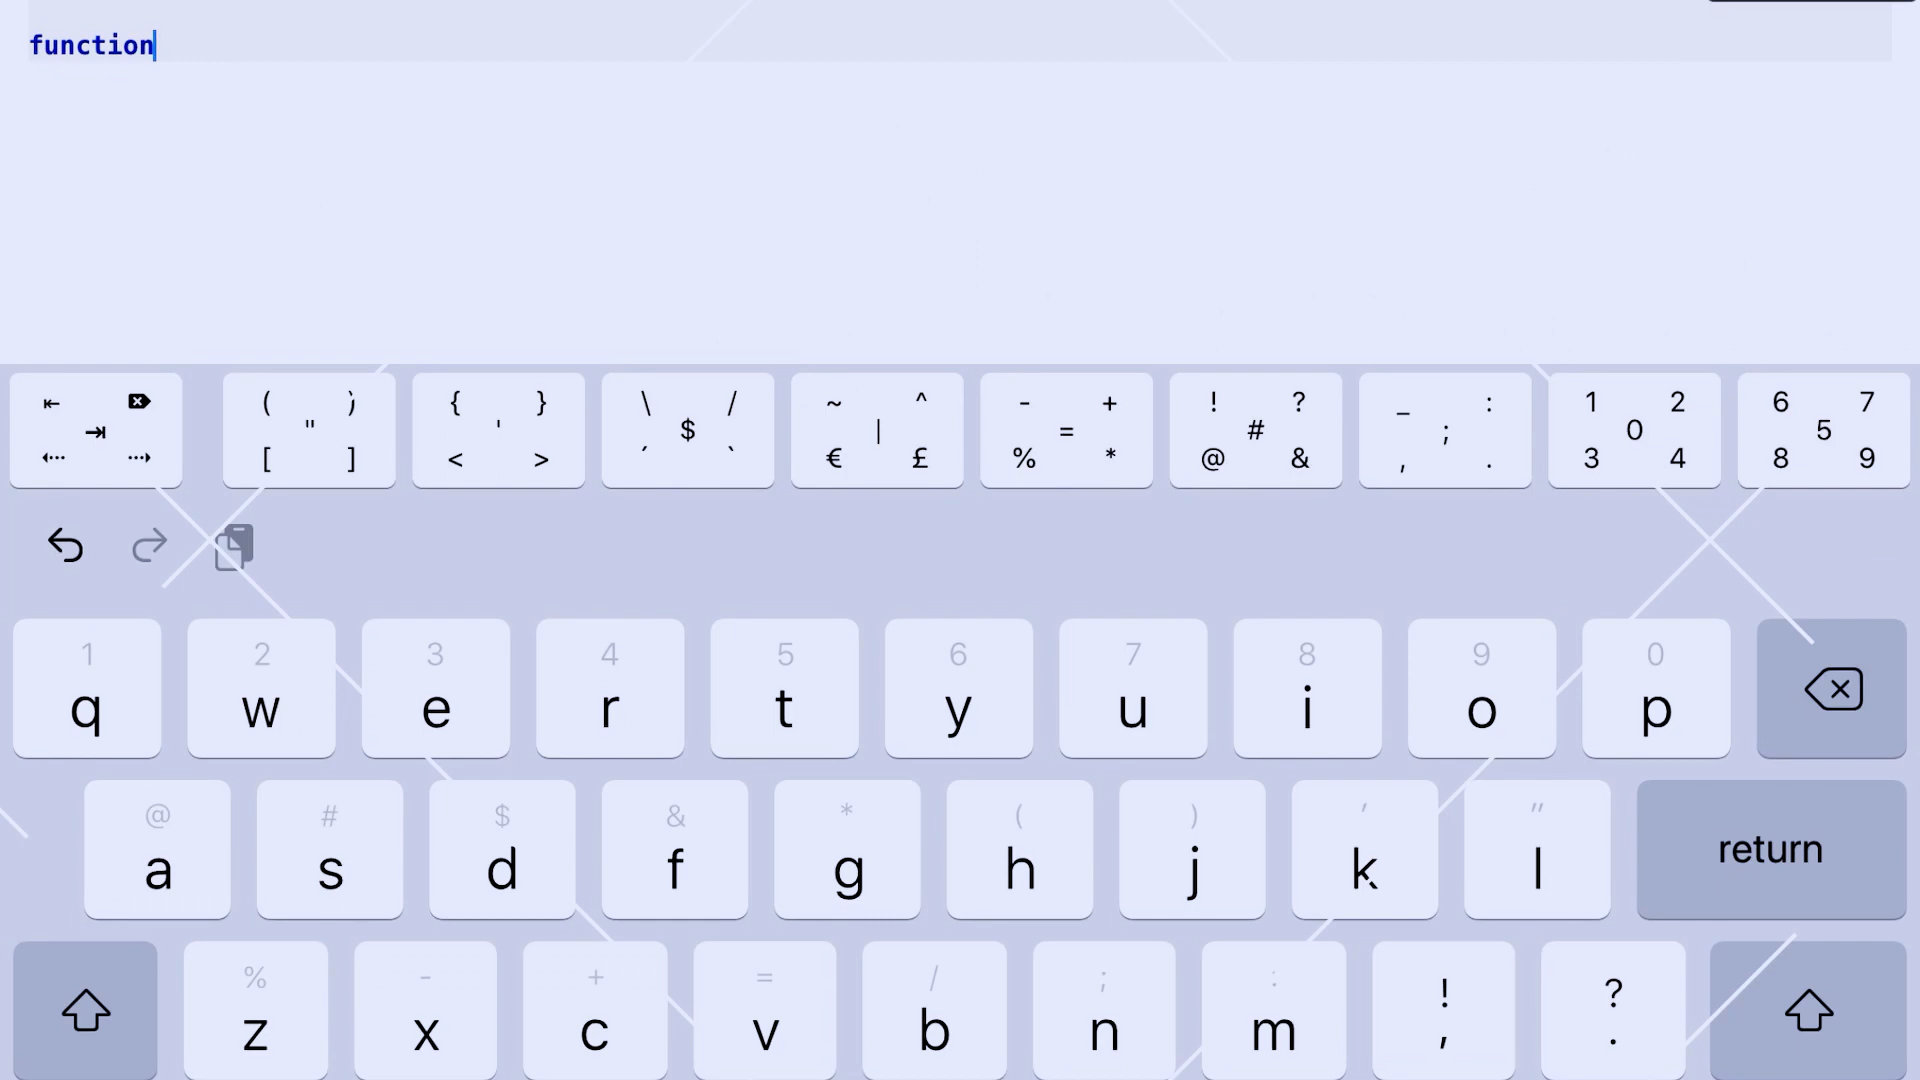 function
( ) { } \ / ~ ^ - + ! ? _ : 1 2 6 7
" ' $ | = # ; 0 5
[ ] < > ´ ` € £ % * @ & , . 3 4 8 9
1 2 3 4 5 6 7 8 9 0
q w e r t y u i o p
@ # $ & * ( ) ' "
a s d f g h j k l return
% - + = / ; : ! ?
z x c v b n m , .